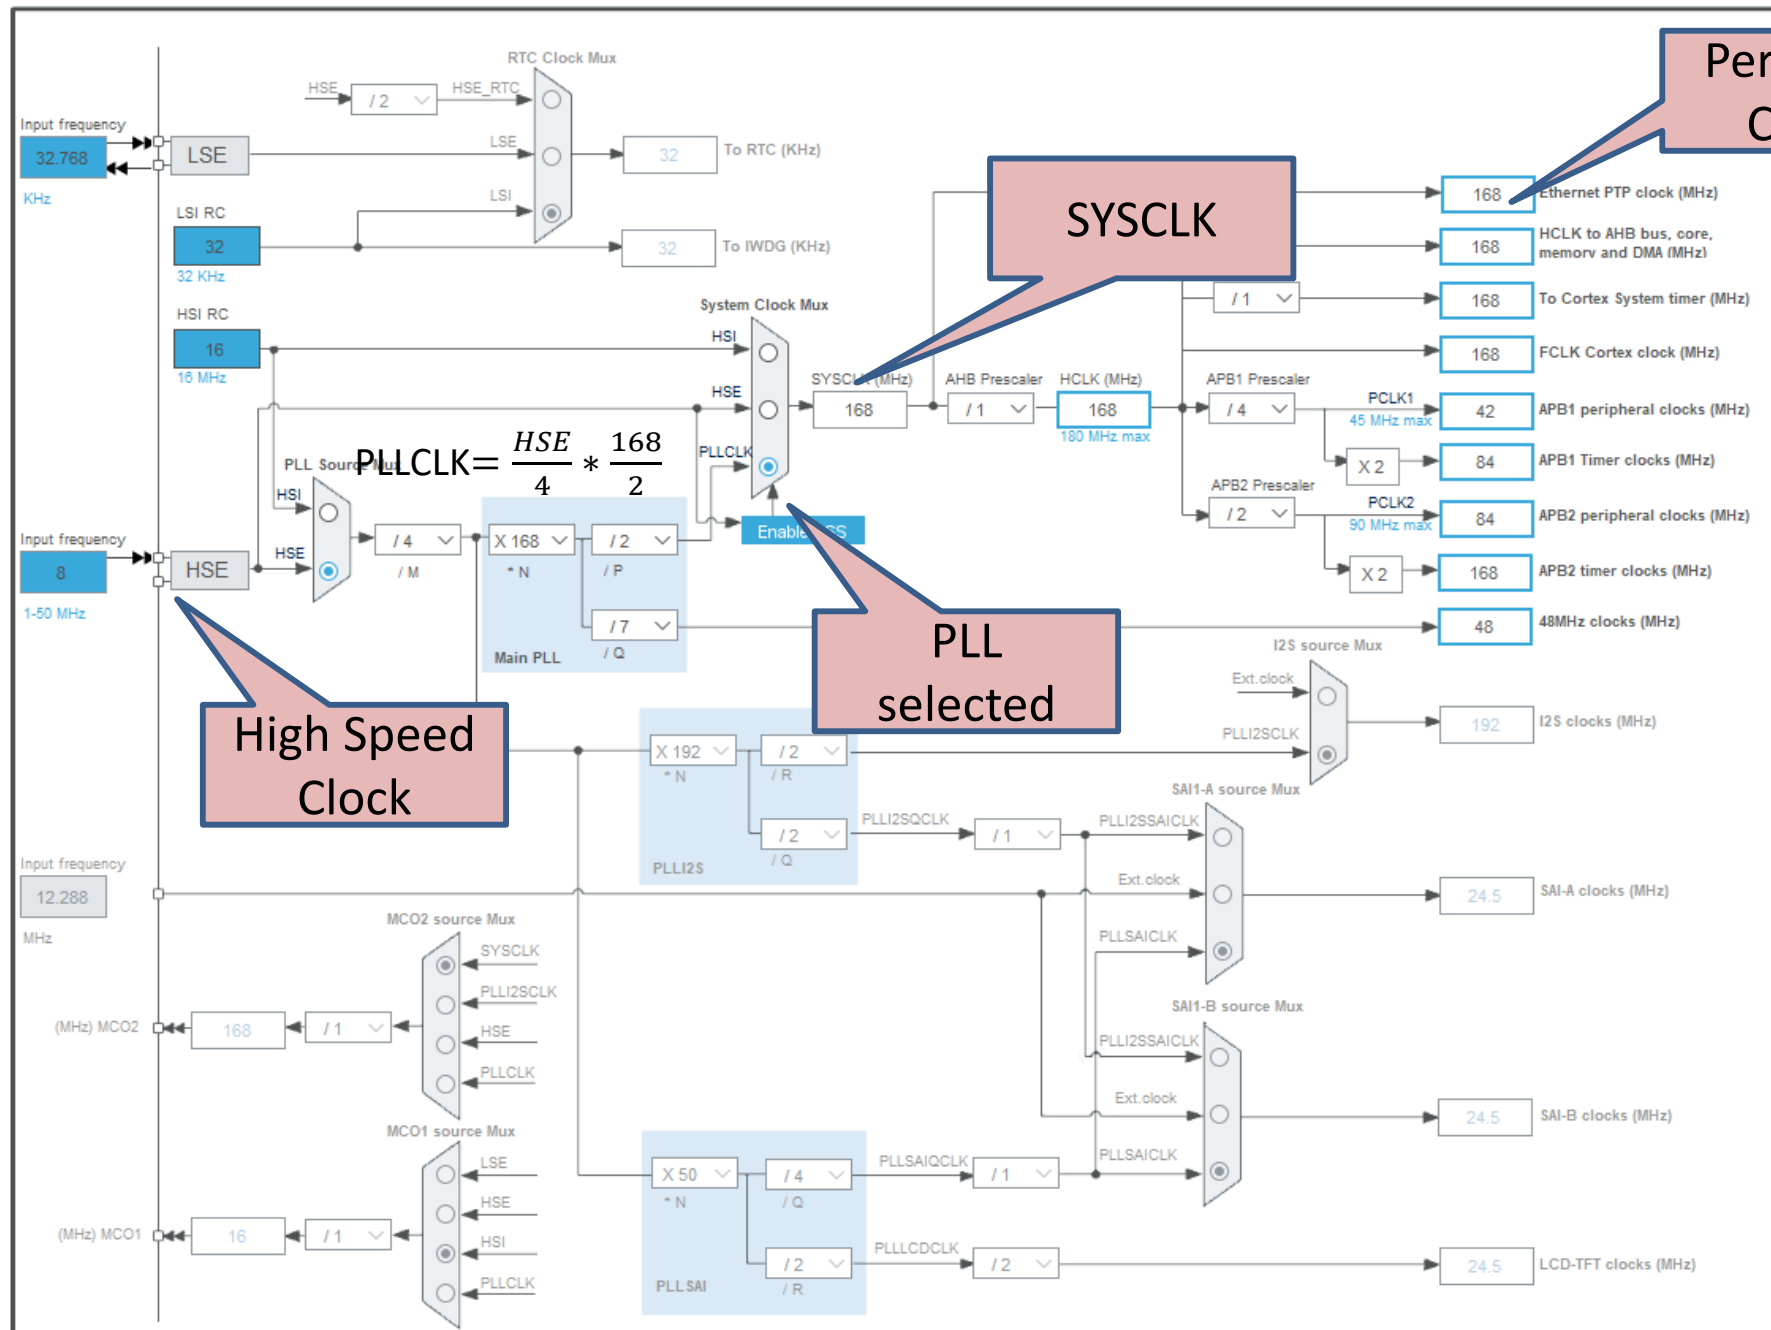 RTC Clock Mux
HSE
/ 2
HSE_RTC
Input frequency
32.768
KHz
LSE
LSE
32
To RTC (KHz)
LSI
LSI RC
32
32 KHz
32
To IWDG (KHz)
HSI RC
16
16 MHz
System Clock Mux
HSI
HSE
PLLCLK
SYSCLK
SYSCLK (MHz)
168
AHB Prescaler
/ 1
HCLK (MHz)
168
180 MHz max
168
Ethernet PTP clock (MHz)
168
HCLK to AHB bus, core,
memory and DMA (MHz)
/ 1
168
To Cortex System timer (MHz)
168
FCLK Cortex clock (MHz)
APB1 Prescaler
/ 4
PCLK1
45 MHz max
42
APB1 peripheral clocks (MHz)
X 2
84
APB1 Timer clocks (MHz)
APB2 Prescaler
/ 2
PCLK2
90 MHz max
84
APB2 peripheral clocks (MHz)
X 2
168
APB2 timer clocks (MHz)
48
48MHz clocks (MHz)
PLLCLK= HSE/4 * 168/2
PLL Source Mux
HSI
HSE
Input frequency
8
1-50 MHz
HSE
/ 4
/ M
X 168
* N
/ 2
/ P
/ 7
/ Q
Main PLL
PLL
selected
High Speed
Clock
I2S source Mux
Ext.clock
PLLI2SCLK
192
I2S clocks (MHz)
X 192
* N
/ 2
/ R
/ 2
/ Q
PLLI2S
PLLI2SQCLK
/ 1
SAI1-A source Mux
PLLI2SSAICLK
Ext.clock
PLLSAICLK
24.5
SAI-A clocks (MHz)
Input frequency
12.288
MHz
MCO2 source Mux
SYSCLK
PLLI2SCLK
HSE
PLLCLK
(MHz) MCO2
168
/ 1
SAI1-B source Mux
PLLI2SSAICLK
Ext.clock
PLLSAICLK
24.5
SAI-B clocks (MHz)
MCO1 source Mux
LSE
HSE
HSI
PLLCLK
(MHz) MCO1
16
/ 1
X 50
* N
/ 4
/ Q
/ 2
/ R
PLLSAI
PLLSAIQCLK
/ 1
PLLLCDCLK
/ 2
24.5
LCD-TFT clocks (MHz)